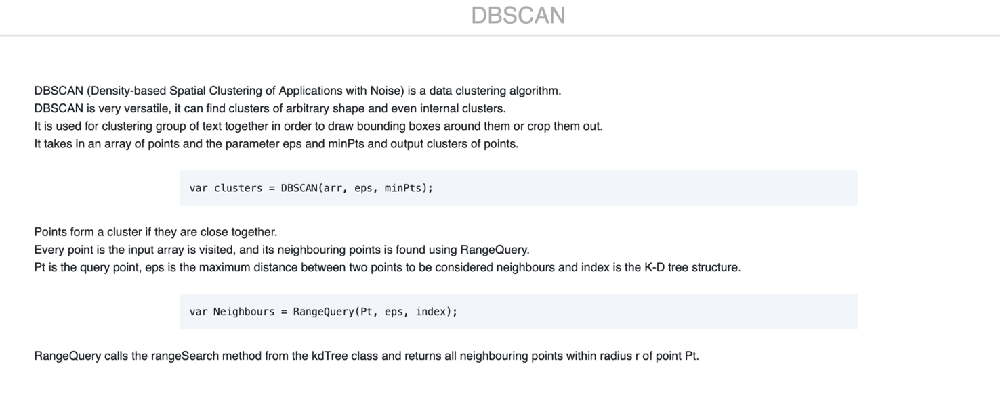 DBSCAN
DBSCAN (Density-based Spatial Clustering of Applications with Noise) is a data clustering algorithm.
DBSCAN is very versatile, it can find clusters of arbitrary shape and even internal clusters.
It is used for clustering group of text together in order to draw bounding boxes around them or crop them out.
It takes in an array of points and the parameter eps and minPts and output clusters of points.
var clusters = DBSCAN(arr, eps, minPts);
Points form a cluster if they are close together.
Every point is the input array is visited, and its neighbouring points is found using RangeQuery.
Pt is the query point, eps is the maximum distance between two points to be considered neighbours and index is the K-D tree structure.
var Neighbours = RangeQuery(Pt, eps, index);
RangeQuery calls the rangeSearch method from the kdTree class and returns all neighbouring points within radius r of point Pt.